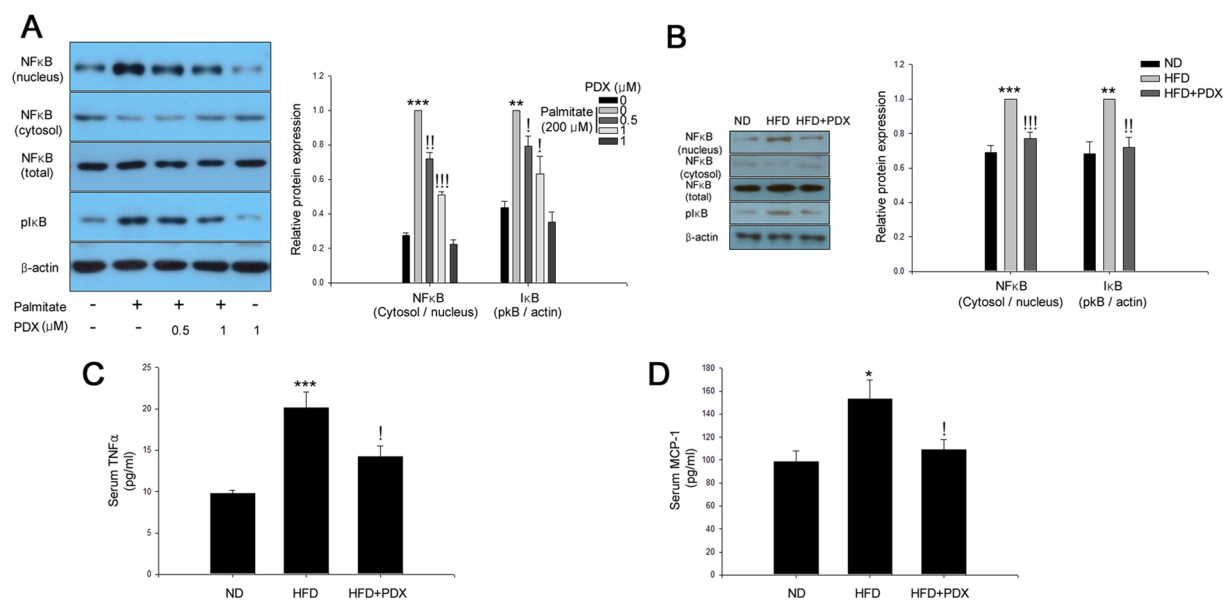 A
NFκB
(nucleus)
NFκB
(cytosol)
NFκB
(total)
pIκB
β-actin
Palmitate - + + + -
PDX (μM) - - 0.5 1 1
Relative protein expression
1.2
1.0
0.8
0.6
0.4
0.2
0.0
*** !! !!!
** ! !
NFκB
(Cytosol / nucleus)
IκB
(pkB / actin)
PDX (μM)
0
Palmitate
(200 μM)
0
0.5
1
1
B
ND HFD HFD+PDX
NFκB
(nucleus)
NFκB
(cytosol)
NFκB
(total)
pIκB
β-actin
Relative protein expression
1.2
1.0
0.8
0.6
0.4
0.2
0.0
*** !!!
** !!
NFκB
(Cytosol / nucleus)
IκB
(pkB / actin)
ND
HFD
HFD+PDX
C
Serum TNFα
(pg/ml)
25
20
15
10
5
0
***
!
ND HFD HFD+PDX
D
Serum MCP-1
(pg/ml)
180
160
140
120
100
80
60
40
20
0
*
!
ND HFD HFD+PDX